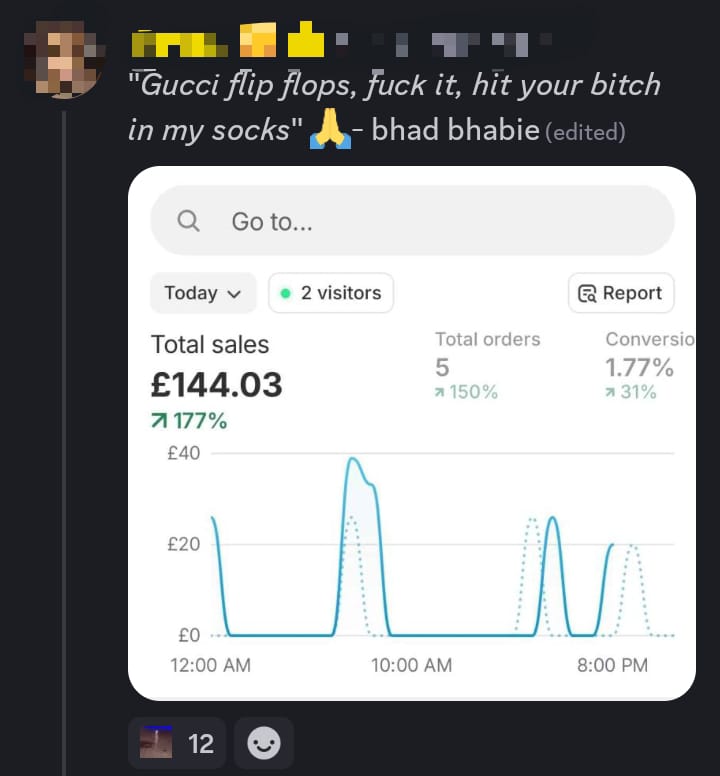 "Gucci flip flops, fuck it, hit your bitch
in my socks" 🙏- bhad bhabie (edited)
Go to...
Today
2 visitors
Report
Total sales
£144.03
177%
Total orders
5
150%
Conversio
1.77%
31%
£40
£20
£0
12:00 AM 10:00 AM 8:00 PM
12